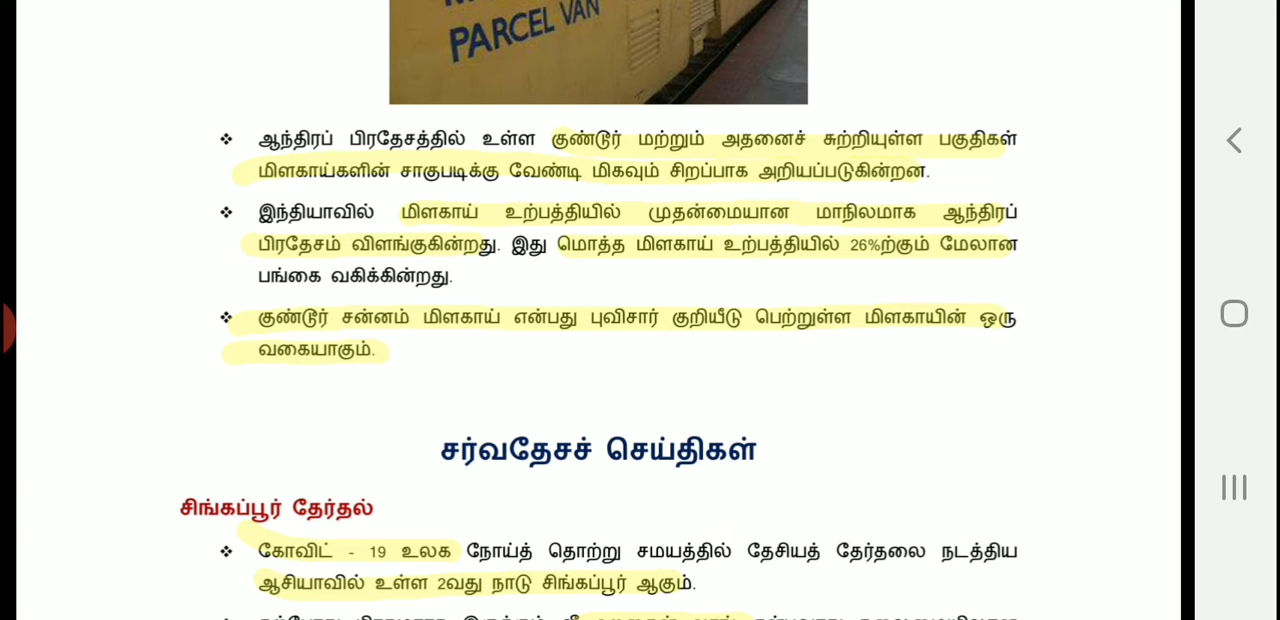 PARCEL VAN
❖ ஆந்திரப் பிரதேசத்தில் உள்ள குண்டூர் மற்றும் அதனைச் சுற்றியுள்ள பகுதிகள்
மிளகாய்களின் சாகுபடிக்கு வேண்டி மிகவும் சிறப்பாக அறியப்படுகின்றன.
❖ இந்தியாவில் மிளகாய் உற்பத்தியில் முதன்மையான மாநிலமாக ஆந்திரப்
பிரதேசம் விளங்குகின்றது. இது மொத்த மிளகாய் உற்பத்தியில் 26%ற்கும் மேலான
பங்கை வகிக்கின்றது.
❖ குண்டூர் சன்னம் மிளகாய் என்பது புவிசார் குறியீடு பெற்றுள்ள மிளகாயின் ஒரு
வகையாகும்.
சர்வதேசச் செய்திகள்
சிங்கப்பூர் தேர்தல்
❖ கோவிட் - 19 உலக நோய்த் தொற்று சமயத்தில் தேசியத் தேர்தலை நடத்திய
ஆசியாவில் உள்ள 2வது நாடு சிங்கப்பூர் ஆகும்.